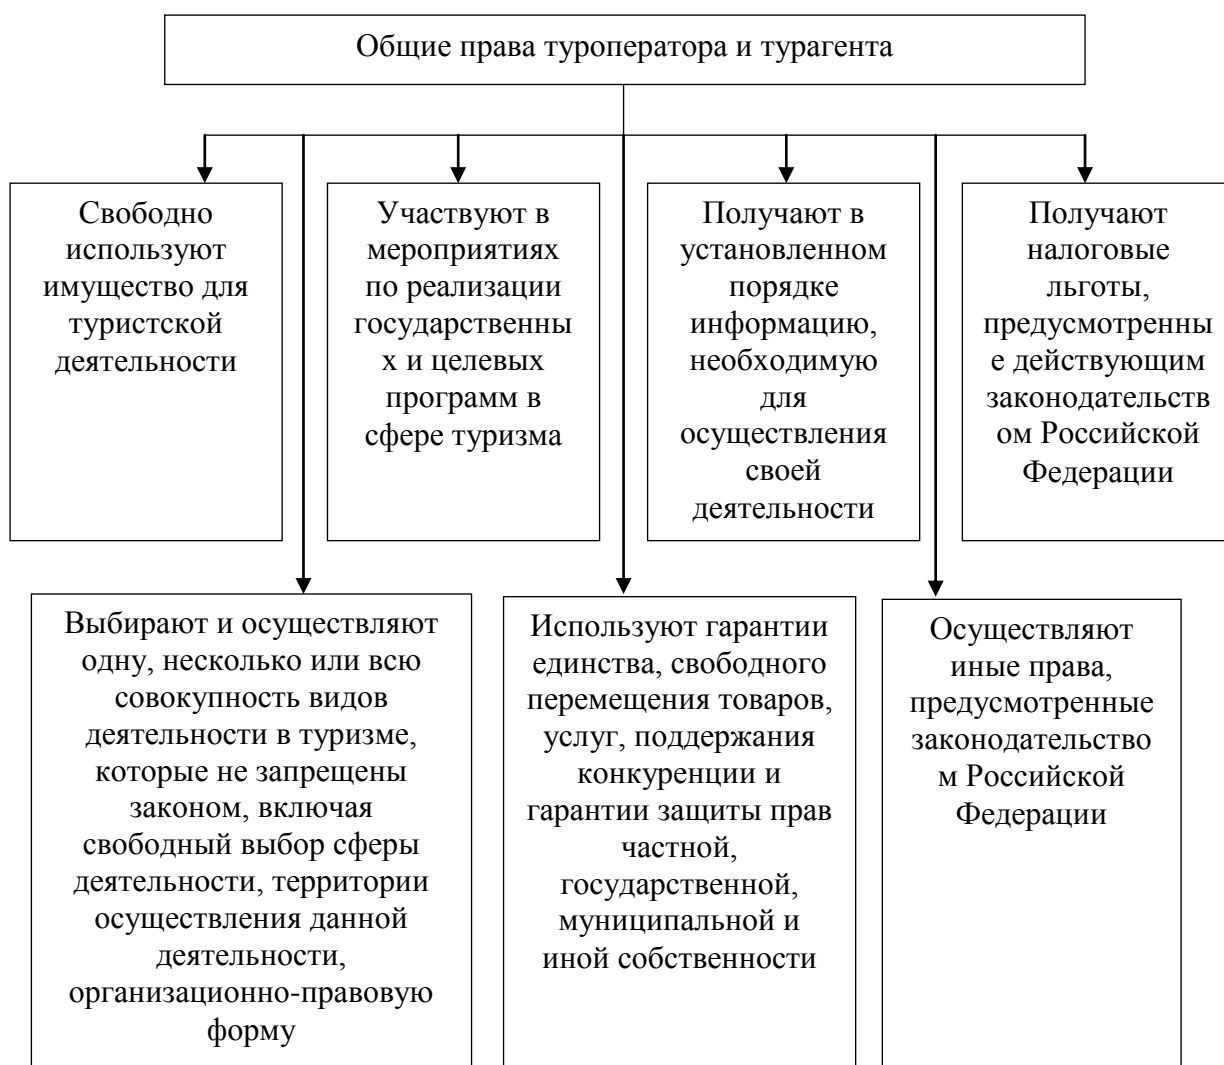 Общие права туроператора и турагента
Свободно
используют
имущество для
туристской
деятельности
Участвуют в
мероприятиях
по реализации
государственны
х и целевых
программ в
сфере туризма
Получают в
установленном
порядке
информацию,
необходимую
для
осуществления
своей
деятельности
Получают
налоговые
льготы,
предусмотренны
е действующим
законодательств
ом Российской
Федерации
Выбирают и осуществляют
одну, несколько или всю
совокупность видов
деятельности в туризме,
которые не запрещены
законом, включая
свободный выбор сферы
деятельности, территории
осуществления данной
деятельности,
организационно-правовую
форму
Используют гарантии
единства, свободного
перемещения товаров,
услуг, поддержания
конкуренции и
гарантии защиты прав
частной,
государственной,
муниципальной и
иной собственности
Осуществляют
иные права,
предусмотренные
законодательство
м Российской
Федерации